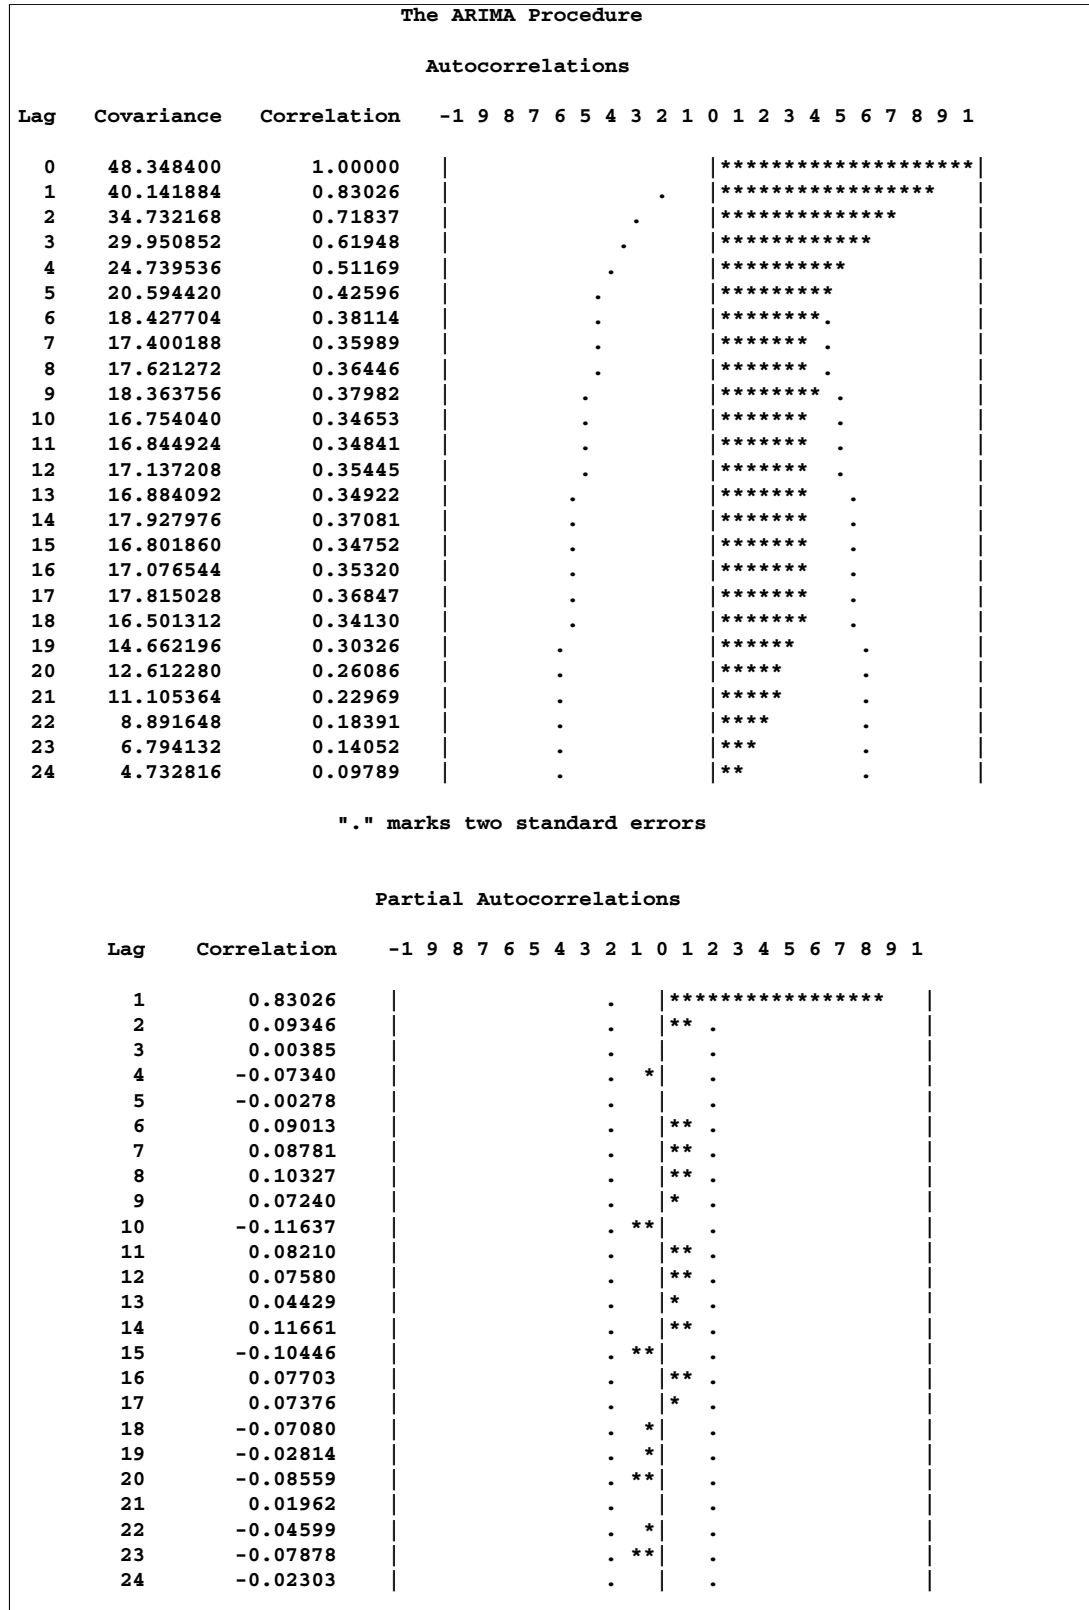 The ARIMA Procedure
Autocorrelations
Lag Covariance Correlation -1 9 8 7 6 5 4 3 2 1 0 1 2 3 4 5 6 7 8 9 1
0 48.348400 1.00000 | |********************|
1 40.141884 0.83026 | . |***************** |
2 34.732168 0.71837 | . |************** |
3 29.950852 0.61948 | . |************ |
4 24.739536 0.51169 | . |********** |
5 20.594420 0.42596 | . |********* |
6 18.427704 0.38114 | . |********. |
7 17.400188 0.35989 | . |******* . |
8 17.621272 0.36446 | . |******* . |
9 18.363756 0.37982 | . |******** . |
10 16.754040 0.34653 | . |******* . |
11 16.844924 0.34841 | . |******* . |
12 17.137208 0.35445 | . |******* . |
13 16.884092 0.34922 | . |******* . |
14 17.927976 0.37081 | . |******* . |
15 16.801860 0.34752 | . |******* . |
16 17.076544 0.35320 | . |******* . |
17 17.815028 0.36847 | . |******* . |
18 16.501312 0.34130 | . |******* . |
19 14.662196 0.30326 | . |****** . |
20 12.612280 0.26086 | . |***** . |
21 11.105364 0.22969 | . |***** . |
22 8.891648 0.18391 | . |**** . |
23 6.794132 0.14052 | . |*** . |
24 4.732816 0.09789 | . |** . |
"." marks two standard errors
Partial Autocorrelations
Lag Correlation -1 9 8 7 6 5 4 3 2 1 0 1 2 3 4 5 6 7 8 9 1
1 0.83026 | . |***************** |
2 0.09346 | . |** . |
3 0.00385 | . | . |
4 -0.07340 | . *| . |
5 -0.00278 | . | . |
6 0.09013 | . |** . |
7 0.08781 | . |** . |
8 0.10327 | . |** . |
9 0.07240 | . |* . |
10 -0.11637 | . **| . |
11 0.08210 | . |** . |
12 0.07580 | . |** . |
13 0.04429 | . |* . |
14 0.11661 | . |** . |
15 -0.10446 | . **| . |
16 0.07703 | . |** . |
17 0.07376 | . |* . |
18 -0.07080 | . *| . |
19 -0.02814 | . *| . |
20 -0.08559 | . **| . |
21 0.01962 | . | . |
22 -0.04599 | . *| . |
23 -0.07878 | . **| . |
24 -0.02303 | . | . |